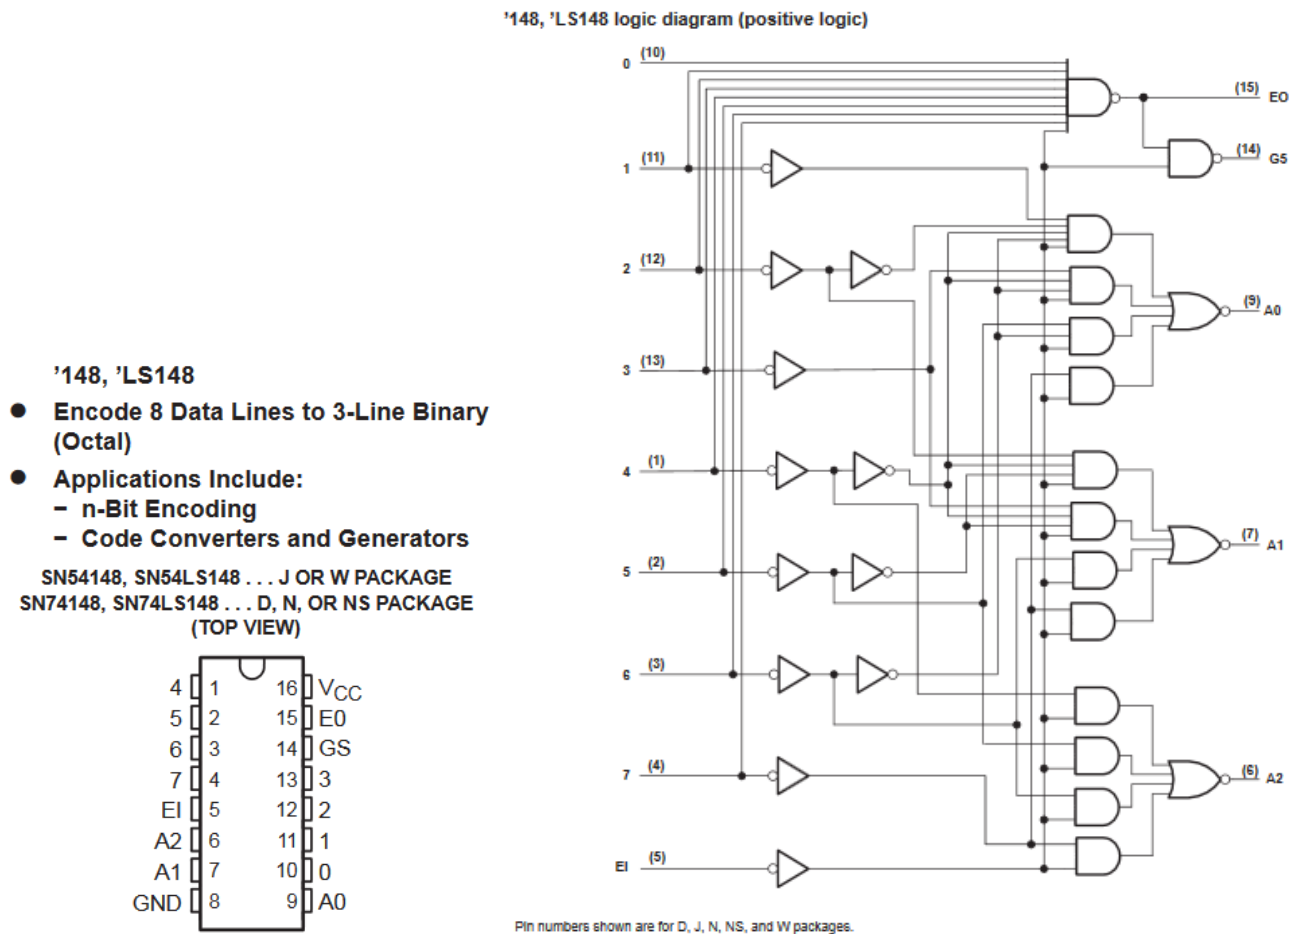 '148, 'LS148 logic diagram (positive logic)
0 (10)
(15) EO
(14) G5
1 (11)
2 (12)
(9) A0
3 (13)
4 (1)
(7) A1
5 (2)
6 (3)
7 (4)
(6) A2
EI (5)
Pin numbers shown are for D, J, N, NS, and W packages.
'148, 'LS148
● Encode 8 Data Lines to 3-Line Binary
(Octal)
● Applications Include:
– n-Bit Encoding
– Code Converters and Generators
SN54148, SN54LS148 . . . J OR W PACKAGE
SN74148, SN74LS148 . . . D, N, OR NS PACKAGE
(TOP VIEW)
4 1 16 VCC
5 2 15 E0
6 3 14 GS
7 4 13 3
EI 5 12 2
A2 6 11 1
A1 7 10 0
GND 8 9 A0